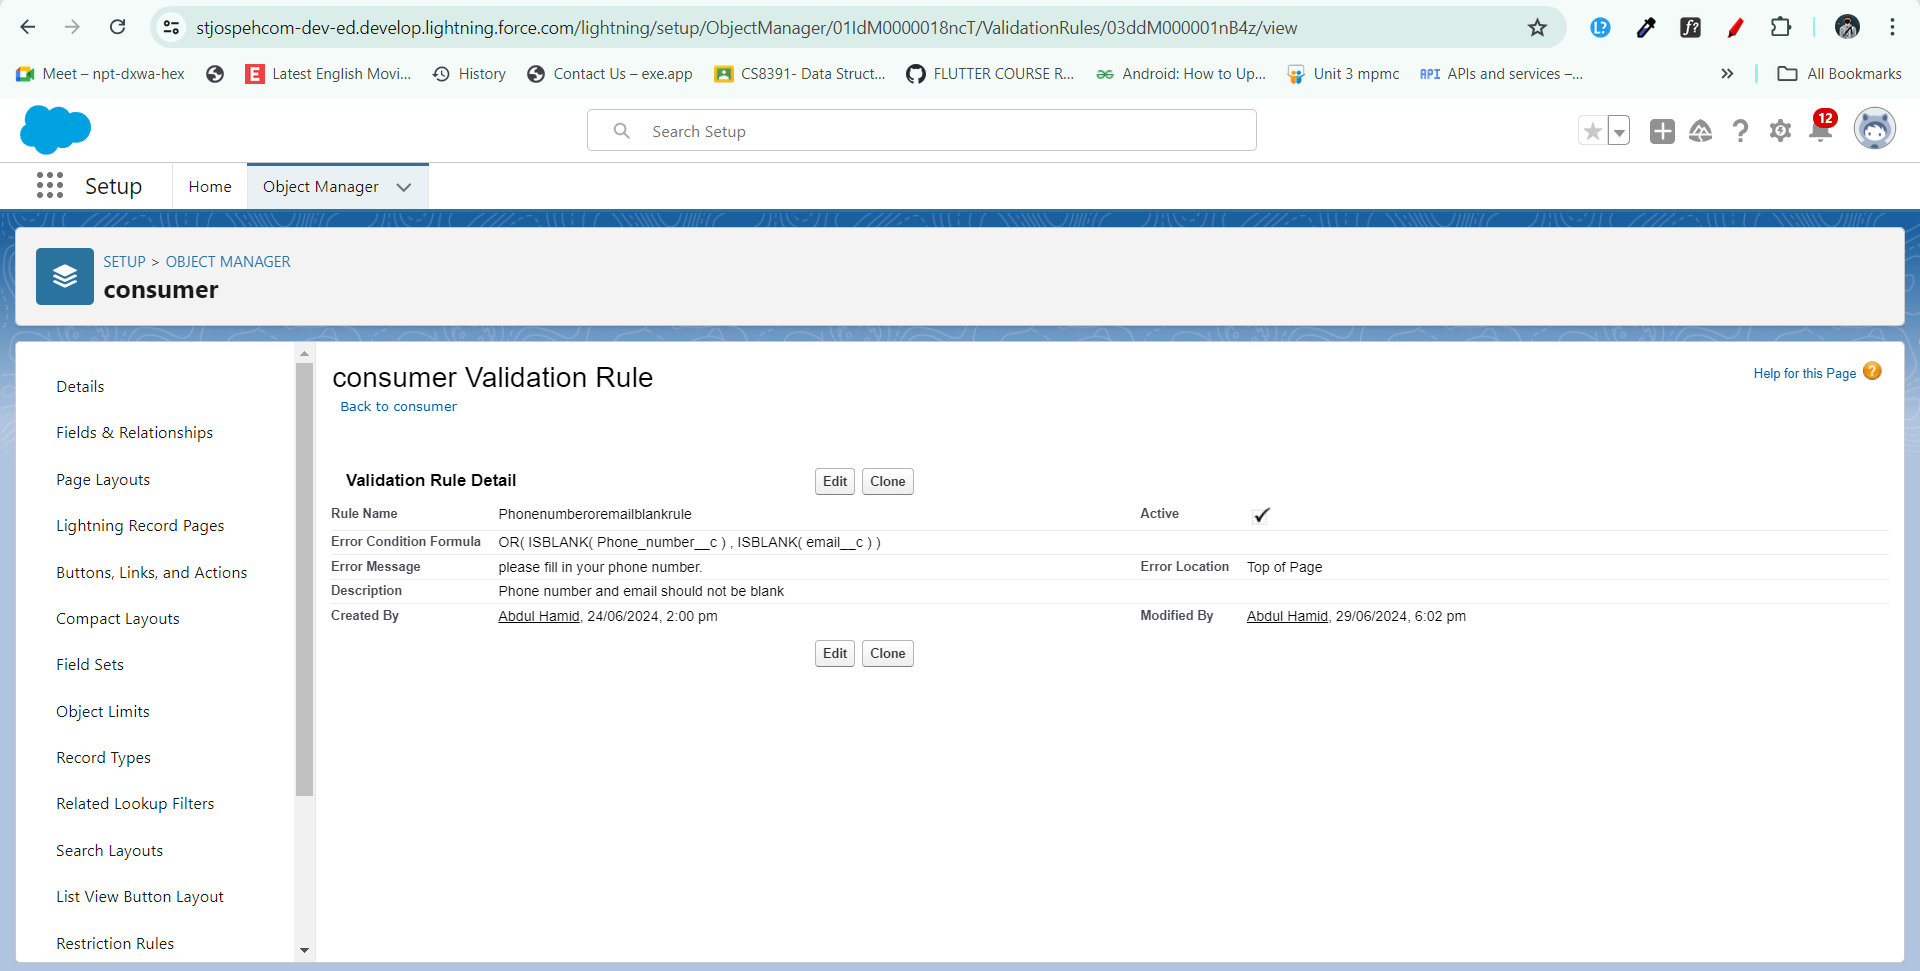 stjospehcom-dev-ed.develop.lightning.force.com/lightning/setup/ObjectManager/01IdM0000018ncT/ValidationRules/03ddM000001nB4z/view
Meet – npt-dxwa-hex
E Latest English Movi...
History
Contact Us – exe.app
CS8391- Data Struct...
FLUTTER COURSE R...
Android: How to Up...
Unit 3 mpmc
API APIs and services –...
»
All Bookmarks
Search Setup
12
Setup
Home
Object Manager
SETUP > OBJECT MANAGER
consumer
Details
Fields & Relationships
Page Layouts
Lightning Record Pages
Buttons, Links, and Actions
Compact Layouts
Field Sets
Object Limits
Record Types
Related Lookup Filters
Search Layouts
List View Button Layout
Restriction Rules
consumer Validation Rule
Back to consumer
Help for this Page ?
Validation Rule Detail
Edit Clone
Rule Name Phonenumberoremailblankrule Active
Error Condition Formula OR( ISBLANK( Phone_number__c ) , ISBLANK( email__c ) )
Error Message please fill in your phone number. Error Location Top of Page
Description Phone number and email should not be blank
Created By Abdul Hamid, 24/06/2024, 2:00 pm Modified By Abdul Hamid, 29/06/2024, 6:02 pm
Edit Clone